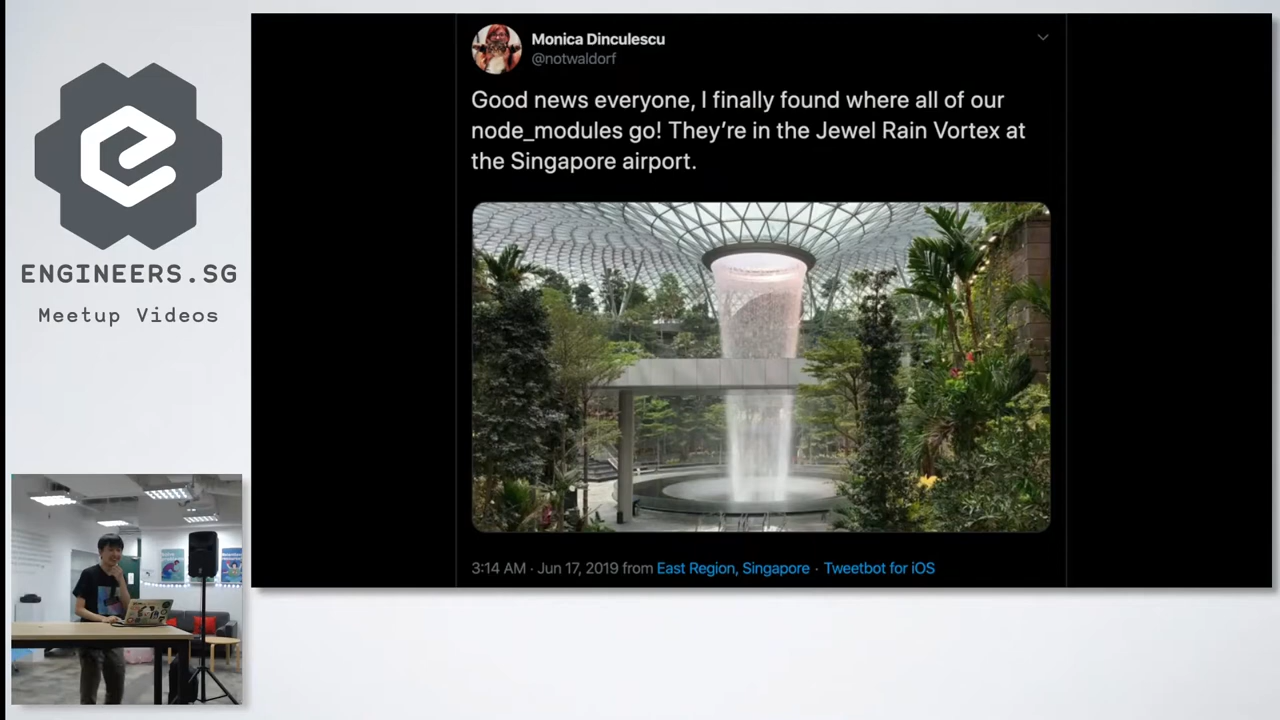 ENGINEERS.SG
Meetup Videos
Monica Dinculescu
@notwaldorf
Good news everyone, I finally found where all of our
node_modules go! They’re in the Jewel Rain Vortex at
the Singapore airport.
3:14 AM · Jun 17, 2019 from East Region, Singapore · Tweetbot for iOS